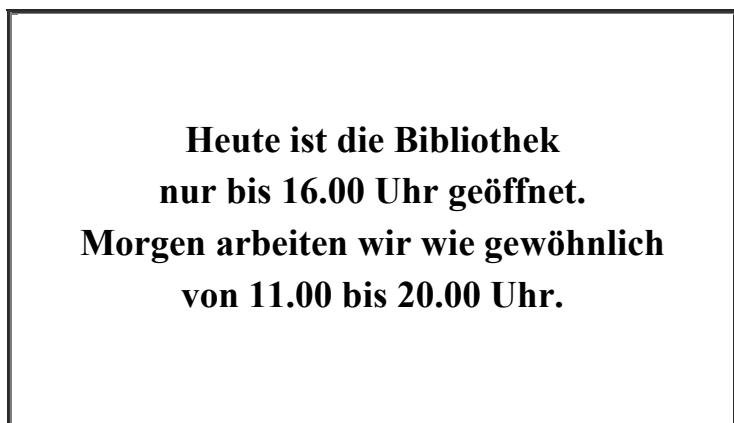 Heute ist die Bibliothek
nur bis 16.00 Uhr geöffnet.
Morgen arbeiten wir wie gewöhnlich
von 11.00 bis 20.00 Uhr.